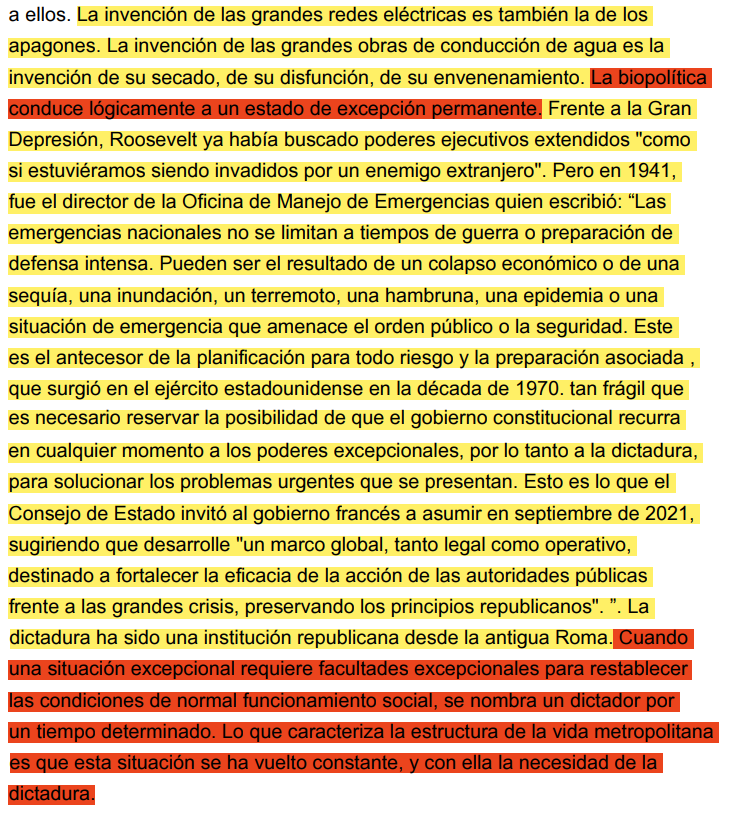 a ellos. La invención de las grandes redes eléctricas es también la de los
apagones. La invención de las grandes obras de conducción de agua es la
invención de su secado, de su disfunción, de su envenenamiento. La biopolítica
conduce lógicamente a un estado de excepción permanente. Frente a la Gran
Depresión, Roosevelt ya había buscado poderes ejecutivos extendidos "como
si estuviéramos siendo invadidos por un enemigo extranjero". Pero en 1941,
fue el director de la Oficina de Manejo de Emergencias quien escribió: “Las
emergencias nacionales no se limitan a tiempos de guerra o preparación de
defensa intensa. Pueden ser el resultado de un colapso económico o de una
sequía, una inundación, un terremoto, una hambruna, una epidemia o una
situación de emergencia que amenace el orden público o la seguridad. Este
es el antecesor de la planificación para todo riesgo y la preparación asociada ,
que surgió en el ejército estadounidense en la década de 1970. tan frágil que
es necesario reservar la posibilidad de que el gobierno constitucional recurra
en cualquier momento a los poderes excepcionales, por lo tanto a la dictadura,
para solucionar los problemas urgentes que se presentan. Esto es lo que el
Consejo de Estado invitó al gobierno francés a asumir en septiembre de 2021,
sugiriendo que desarrolle "un marco global, tanto legal como operativo,
destinado a fortalecer la eficacia de la acción de las autoridades públicas
frente a las grandes crisis, preservando los principios republicanos". ”. La
dictadura ha sido una institución republicana desde la antigua Roma. Cuando
una situación excepcional requiere facultades excepcionales para restablecer
las condiciones de normal funcionamiento social, se nombra un dictador por
un tiempo determinado. Lo que caracteriza la estructura de la vida metropolitana
es que esta situación se ha vuelto constante, y con ella la necesidad de la
dictadura.